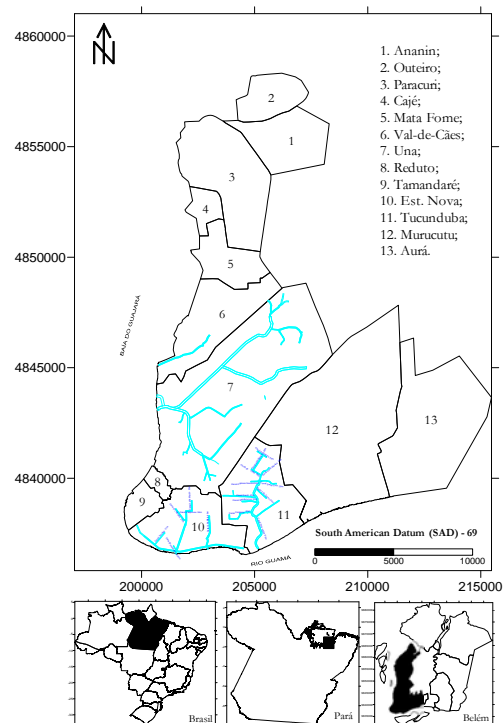 4860000
4855000
4850000
4845000
4840000
N
1. Ananin;
2. Outeiro;
3. Paracuri;
4. Cajé;
5. Mata Fome;
6. Val-de-Cães;
7. Una;
8. Reduto;
9. Tamandaré;
10. Est. Nova;
11. Tucunduba;
12. Murucutu;
13. Aurá.
2
1
3
4
5
6
7
8
9
10
11
12
13
BAIA DO GUAJARÁ
RIO GUAMA
South American Datum (SAD) - 69
0 5000 10000
200000 205000 210000 215000
Brasil
Pará
Belém